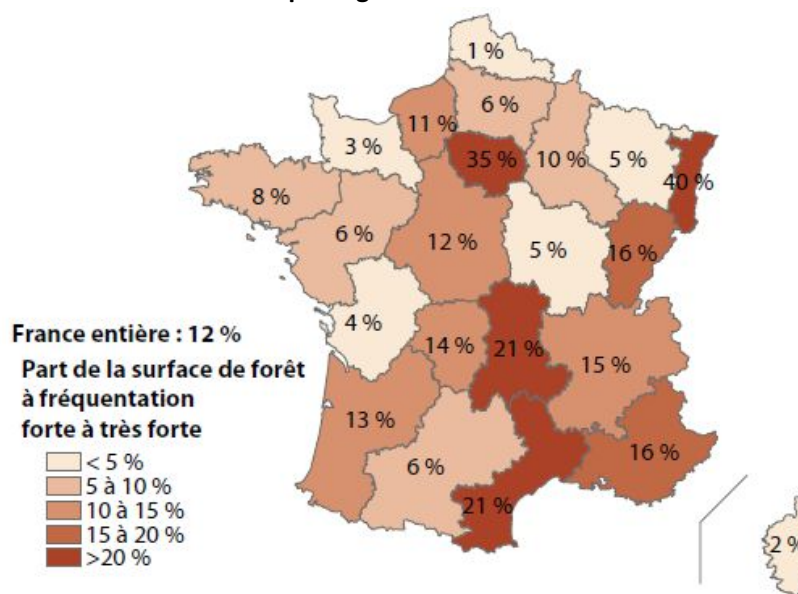 1 %
6 %
11 %
3 %
35 %
10 %
5 %
40 %
8 %
6 %
12 %
5 %
16 %
4 %
14 %
21 %
15 %
13 %
6 %
21 %
16 %
2 %
France entière : 12 %
Part de la surface de forêt
à fréquentation
forte à très forte
< 5 %
5 à 10 %
10 à 15 %
15 à 20 %
>20 %